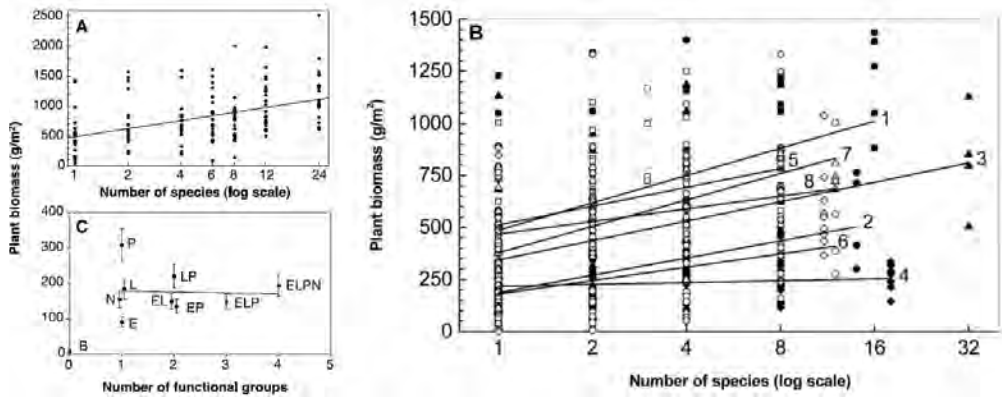 A
2500
2000
1500
1000
500
0
1 2 4 6 8 12 24
Plant biomass (g/m²)
Number of species (log scale)
C
400
300
200
100
0
P
L
N
E
LP
EL
EP
ELP
ELPN
B
0 1 2 3 4 5
Number of functional groups
B
1500
1250
1000
750
500
250
0
Plant biomass (g/m²)
1
7
5
3
8
2
6
4
1 2 4 8 16 32
Number of species (log scale)